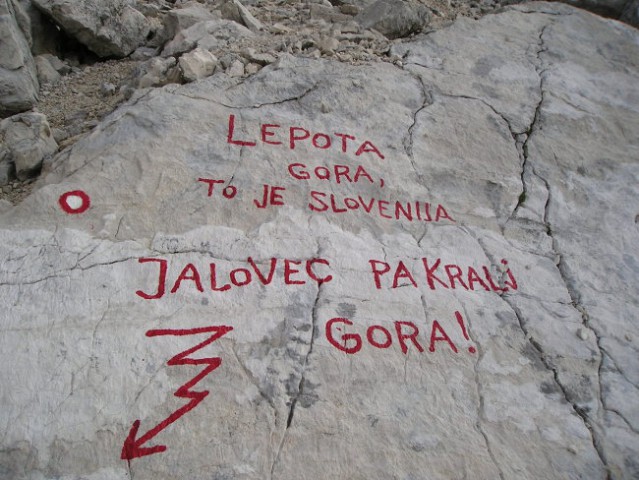 LEPOTA
GORA,
TO JE SLOVENIJA
JALOVEC PA KRALJ
GORA!